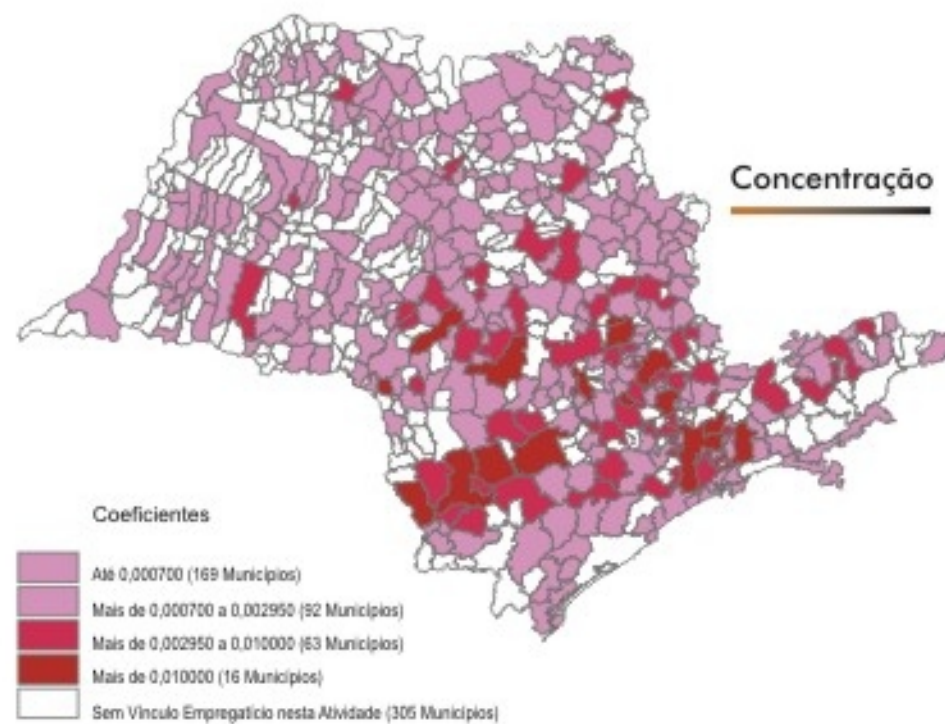 Concentração
Coeficientes
Até 0,000700 (169 Municípios)
Mais de 0,000700 a 0,002950 (92 Municípios)
Mais de 0,002950 a 0,010000 (63 Municípios)
Mais de 0,010000 (16 Municípios)
Sem Vínculo Empregatício nesta Atividade (305 Municípios)